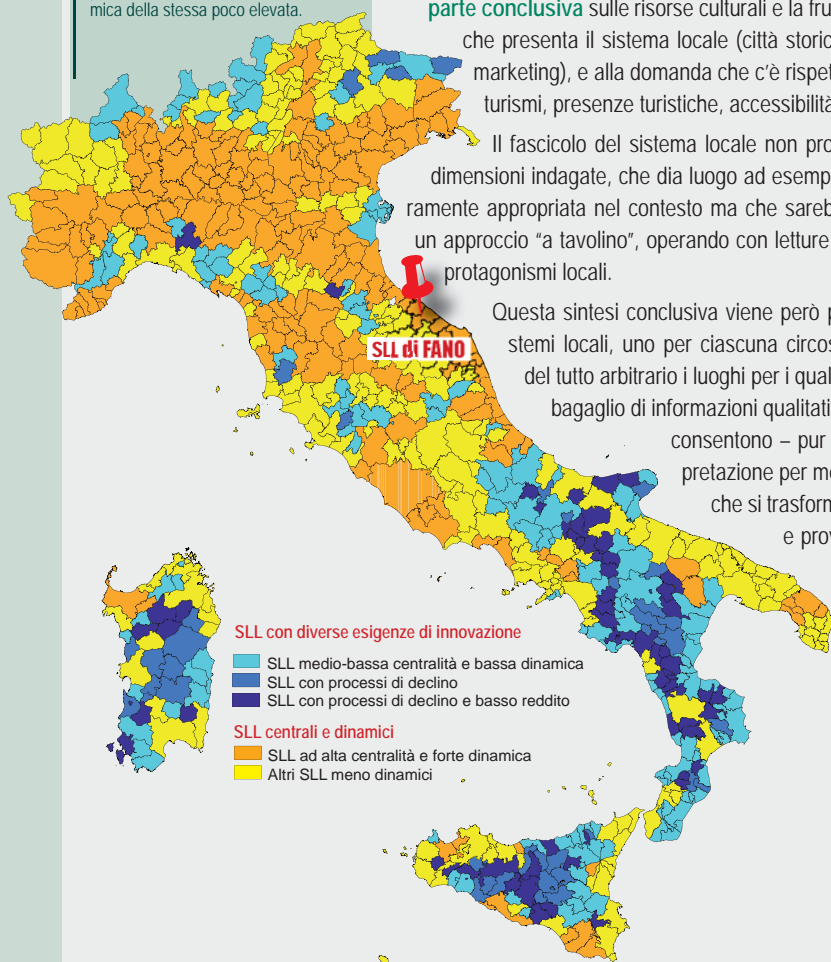 mica della stessa poco elevata.
parte conclusiva sulle risorse culturali e la fru
che presenta il sistema locale (città storic
marketing), e alla domanda che c'è rispet
turismi, presenze turistiche, accessibilità
Il fascicolo del sistema locale non pro
dimensioni indagate, che dia luogo ad esemp
ramente appropriata nel contesto ma che sareb
un approccio “a tavolino”, operando con letture
protagonismi locali.
Questa sintesi conclusiva viene però p
stemi locali, uno per ciascuna circos
del tutto arbitrario i luoghi per i qual
bagaglio di informazioni qualitati
consentono – pur
pretazione per me
che si trasform
e prov
SLL di FANO
SLL con diverse esigenze di innovazione
SLL medio-bassa centralità e bassa dinamica
SLL con processi di declino
SLL con processi di declino e basso reddito
SLL centrali e dinamici
SLL ad alta centralità e forte dinamica
Altri SLL meno dinamici